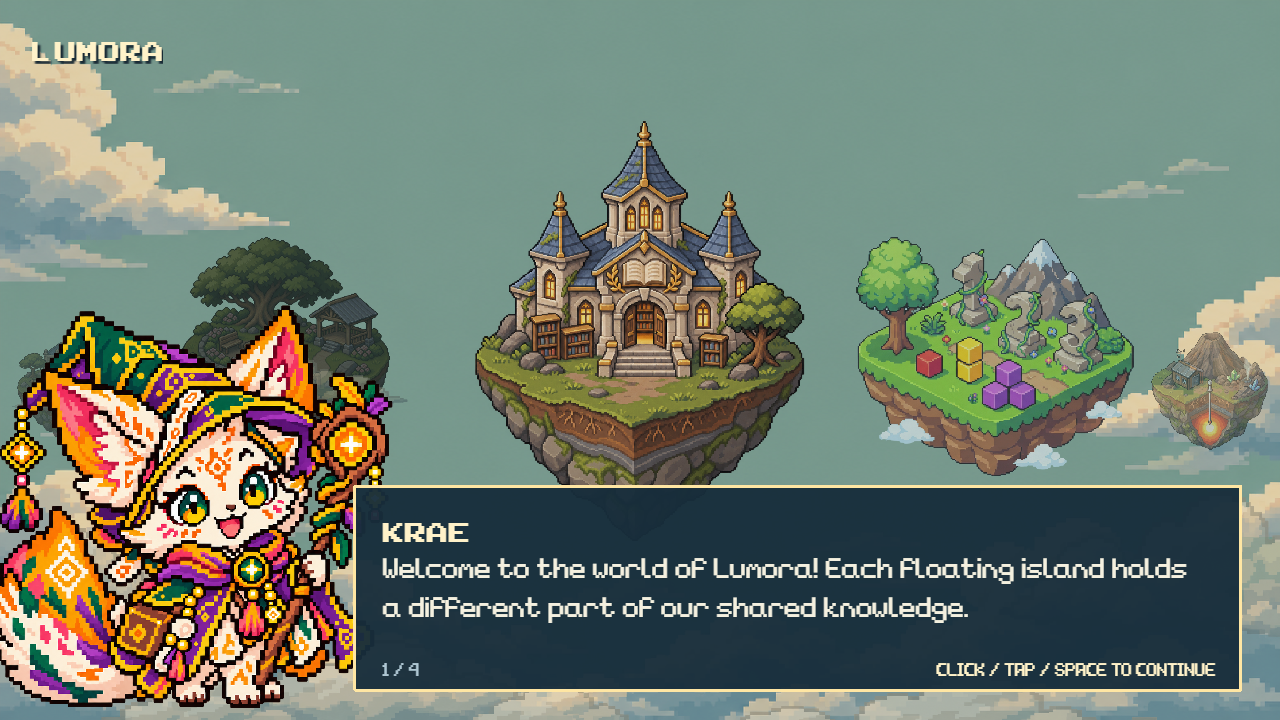 LUMORA
KRAE
Welcome to the world of Lumora! Each floating island holds
a different part of our shared knowledge.
1 / 4
CLICK / TAP / SPACE TO CONTINUE